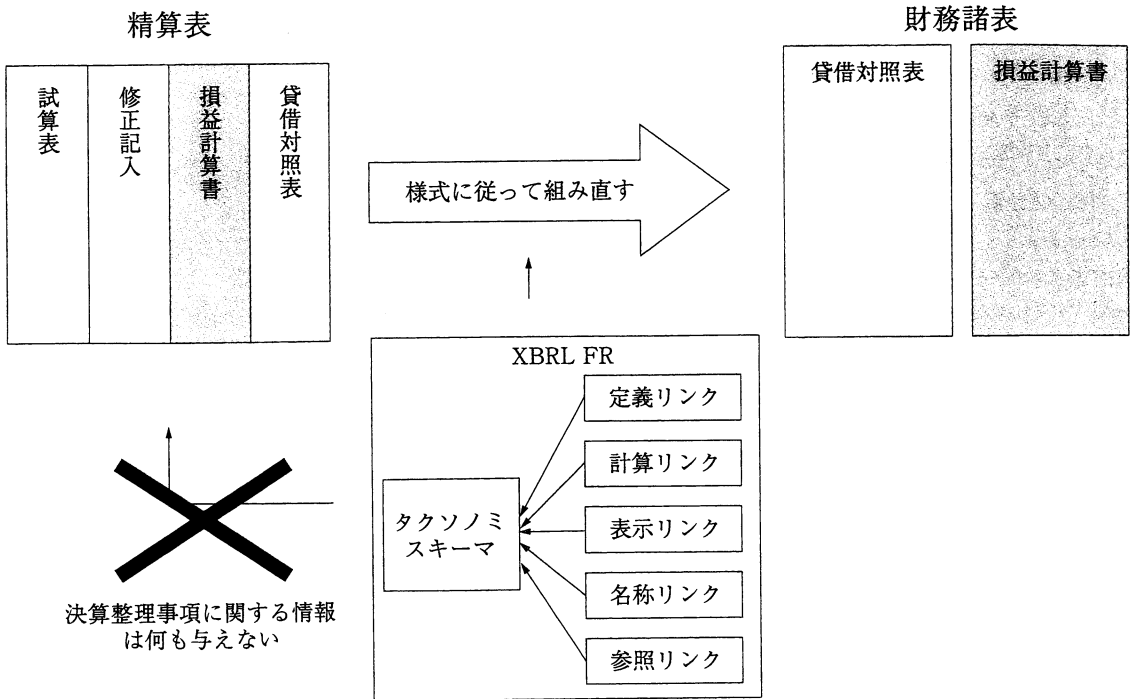 精算表
試算表
修正記入
損益計算書
貸借対照表
様式に従って組み直す
財務諸表
貸借対照表
損益計算書
XBRL FR
タクソノミ
スキーマ
定義リンク
計算リンク
表示リンク
名称リンク
参照リンク
決算整理事項に関する情報
は何も与えない